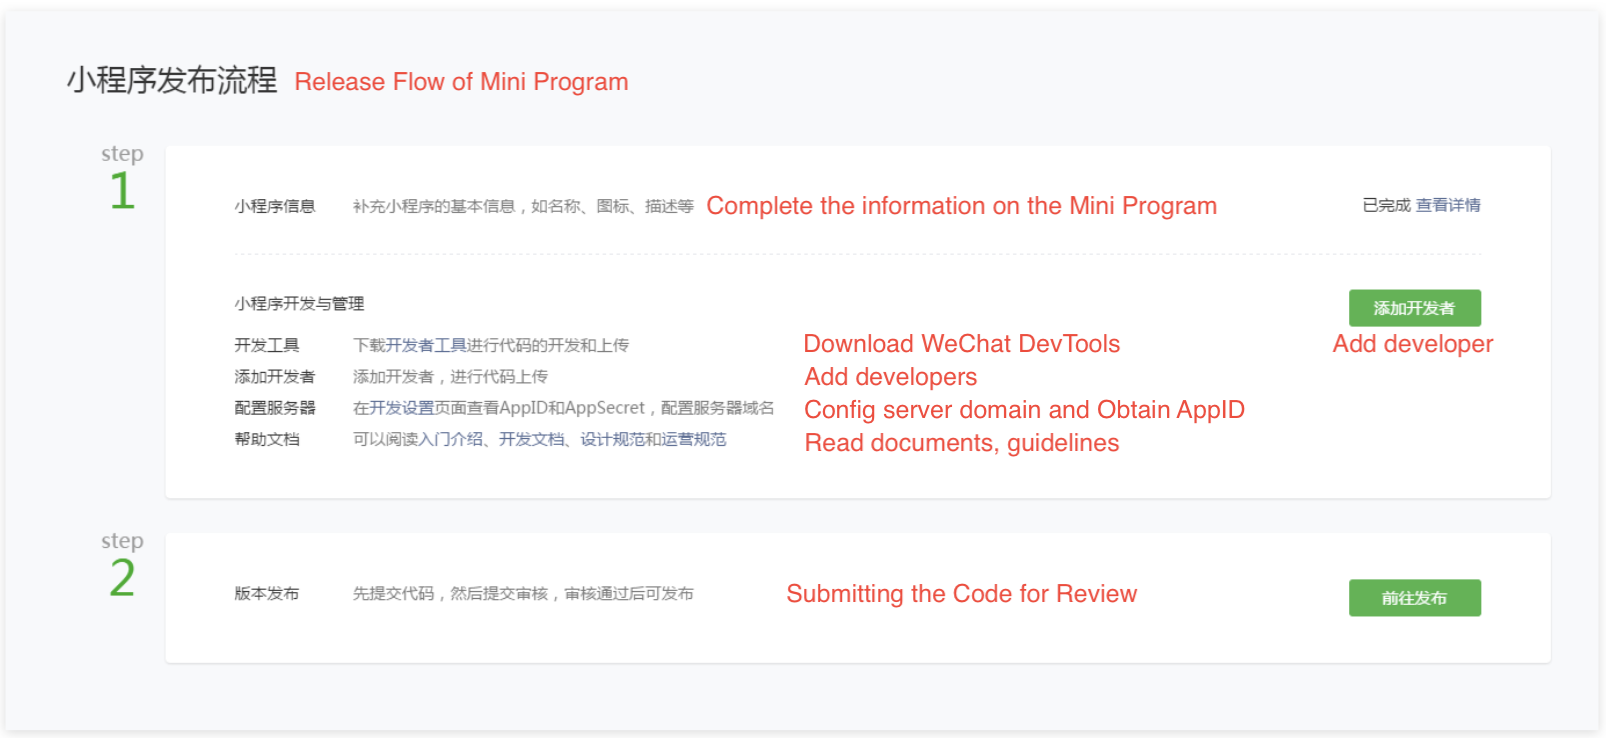 小程序发布流程 Release Flow of Mini Program
step
1
小程序信息 补充小程序的基本信息，如名称、图标、描述等 Complete the information on the Mini Program 已完成 查看详情
小程序开发与管理 添加开发者
开发工具 下载开发者工具进行代码的开发和上传 Download WeChat DevTools Add developer
添加开发者 添加开发者，进行代码上传 Add developers
配置服务器 在开发设置页面查看AppID和AppSecret，配置服务器域名 Config server domain and Obtain AppID
帮助文档 可以阅读入门介绍、开发文档、设计规范和运营规范 Read documents, guidelines
step
2
版本发布 先提交代码，然后提交审核，审核通过后可发布 Submitting the Code for Review 前往发布